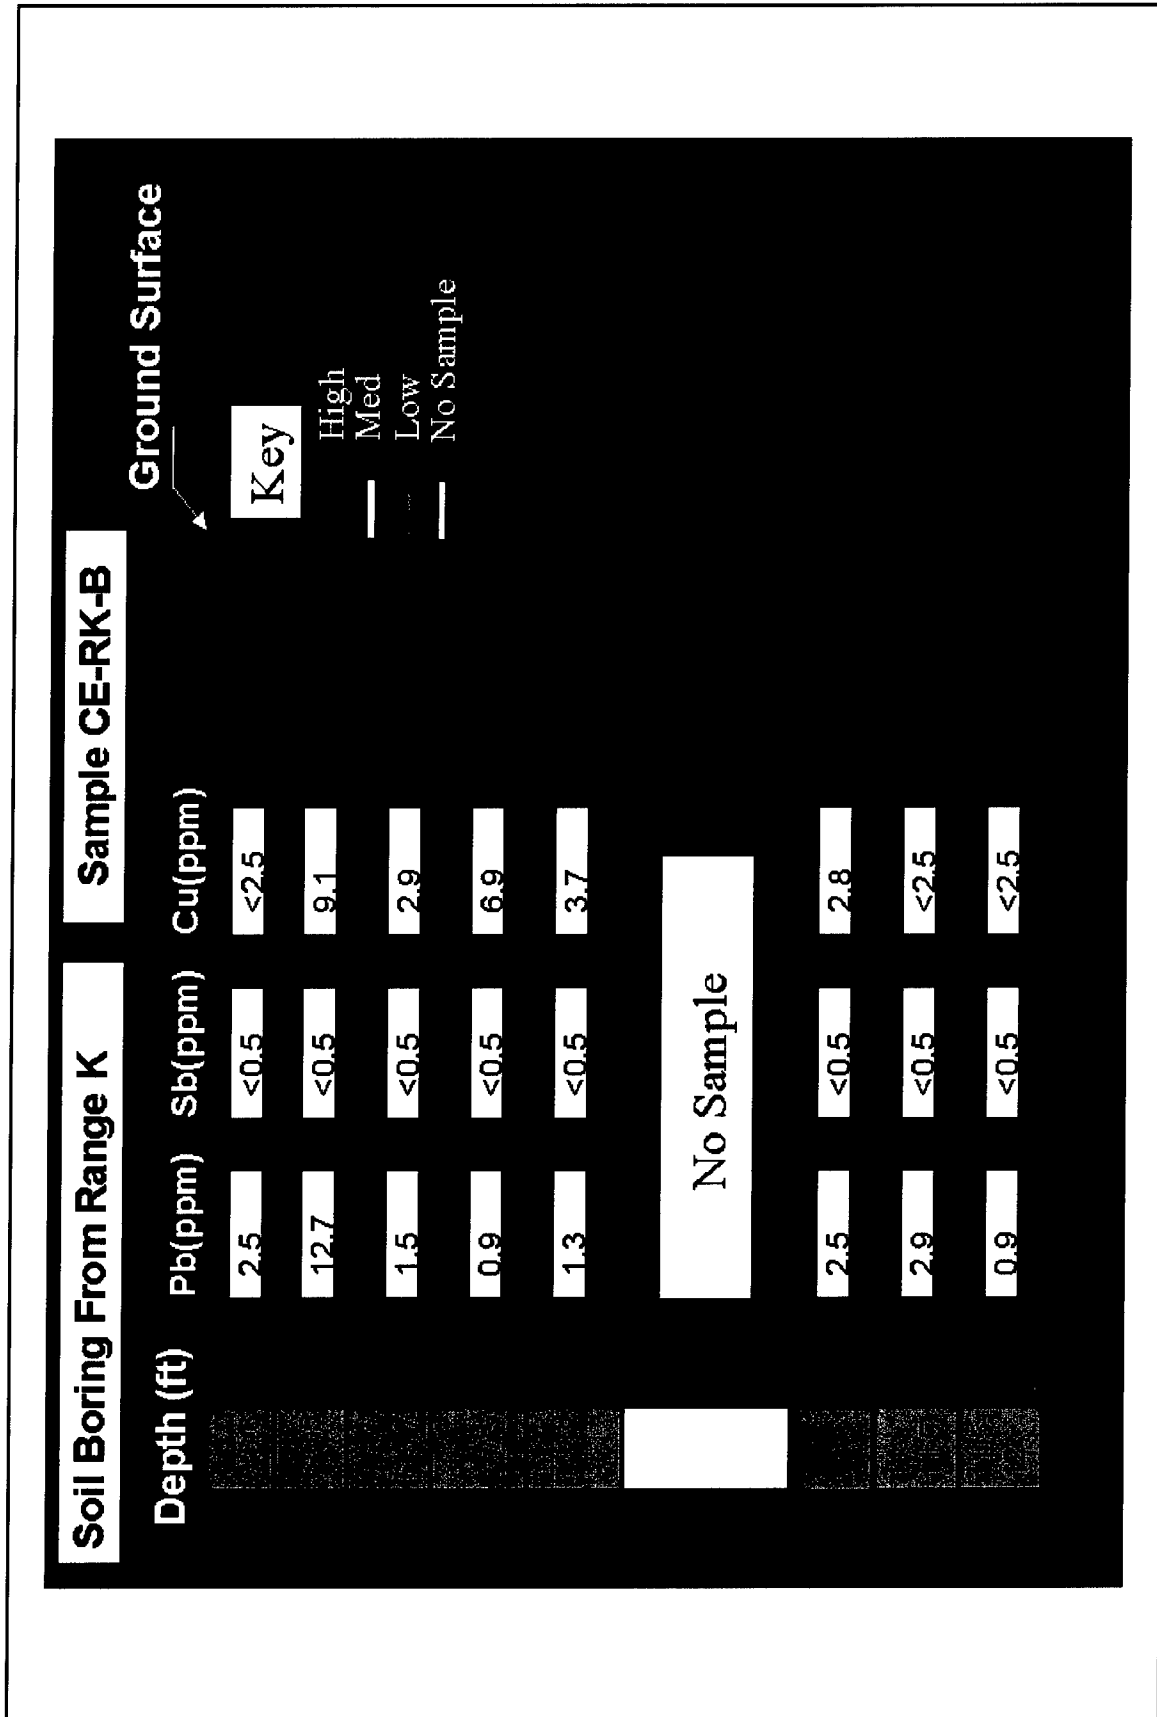 Soil Boring From Range K
Sample CE-RK-B
Depth (ft) Pb(ppm) Sb(ppm) Cu(ppm)
Ground Surface
2.5 <0.5 <2.5
12.7 <0.5 9.1
1.5 <0.5 2.9
0.9 <0.5 6.9
1.3 <0.5 3.7
No Sample
2.5 <0.5 2.8
2.9 <0.5 <2.5
0.9 <0.5 <2.5
Key
High
Med
Low
No Sample